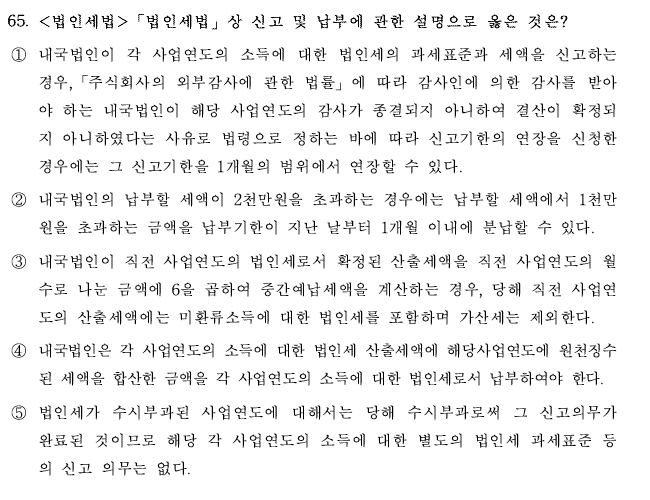 65. <법인세법>「법인세법」상 신고 및 납부에 관한 설명으로 옳은 것은?
① 내국법인이 각 사업연도의 소득에 대한 법인세의 과세표준과 세액을 신고하는
경우,「주식회사의 외부감사에 관한 법률」에 따라 감사인에 의한 감사를 받아
야 하는 내국법인이 해당 사업연도의 감사가 종결되지 아니하여 결산이 확정되
지 아니하였다는 사유로 법령으로 정하는 바에 따라 신고기한의 연장을 신청한
경우에는 그 신고기한을 1개월의 범위에서 연장할 수 있다.
② 내국법인의 납부할 세액이 2천만원을 초과하는 경우에는 납부할 세액에서 1천만
원을 초과하는 금액을 납부기한이 지난 날부터 1개월 이내에 분납할 수 있다.
③ 내국법인이 직전 사업연도의 법인세로서 확정된 산출세액을 직전 사업연도의 월
수로 나눈 금액에 6을 곱하여 중간예납세액을 계산하는 경우, 당해 직전 사업연
도의 산출세액에는 미환류소득에 대한 법인세를 포함하며 가산세는 제외한다.
④ 내국법인은 각 사업연도의 소득에 대한 법인세 산출세액에 해당사업연도에 원천징수
된 세액을 합산한 금액을 각 사업연도의 소득에 대한 법인세로서 납부하여야 한다.
⑤ 법인세가 수시부과된 사업연도에 대해서는 당해 수시부과로써 그 신고의무가
완료된 것이므로 해당 각 사업연도의 소득에 대한 별도의 법인세 과세표준 등
의 신고 의무는 없다.